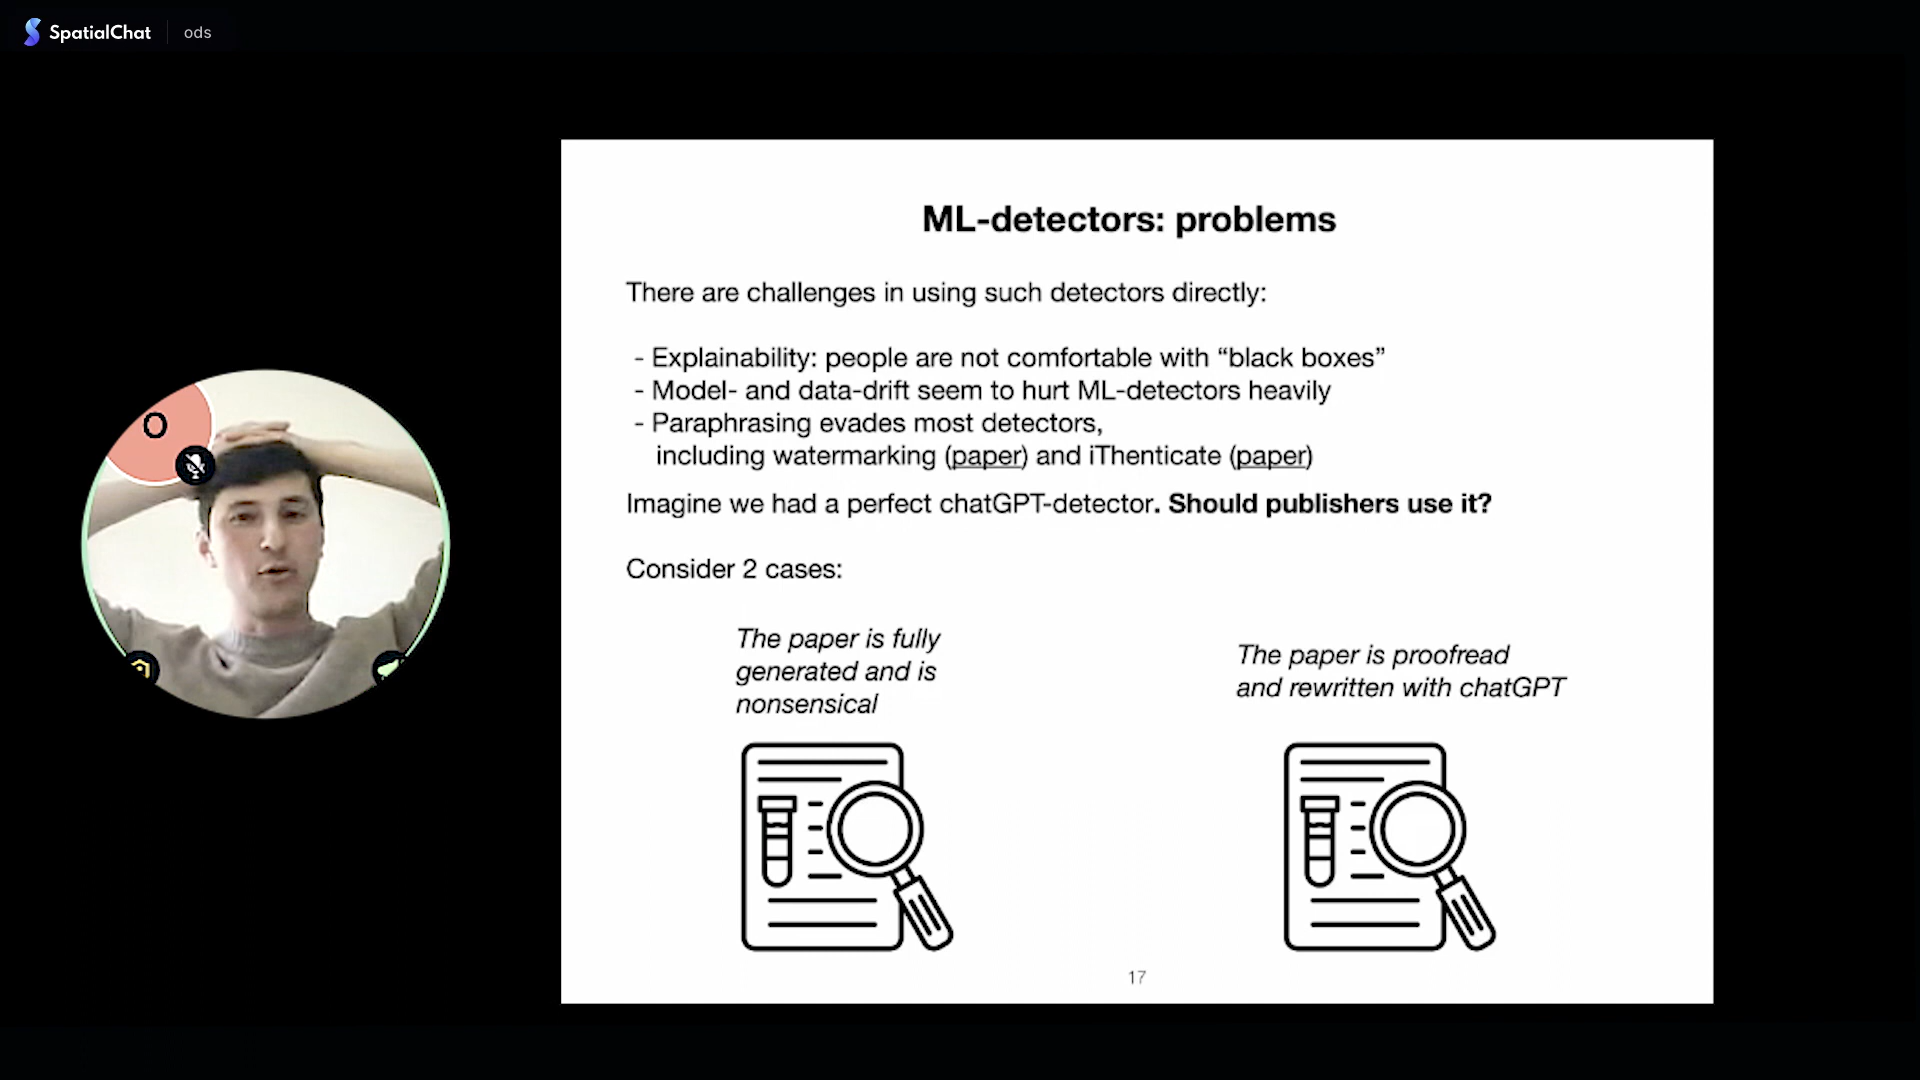 SpatialChat ods
ML-detectors: problems
There are challenges in using such detectors directly:
- Explainability: people are not comfortable with “black boxes”
- Model- and data-drift seem to hurt ML-detectors heavily
- Paraphrasing evades most detectors,
including watermarking (paper) and iThenticate (paper)
Imagine we had a perfect chatGPT-detector. Should publishers use it?
Consider 2 cases:
The paper is fully
generated and is
nonsensical
The paper is proofread
and rewritten with chatGPT
O
17